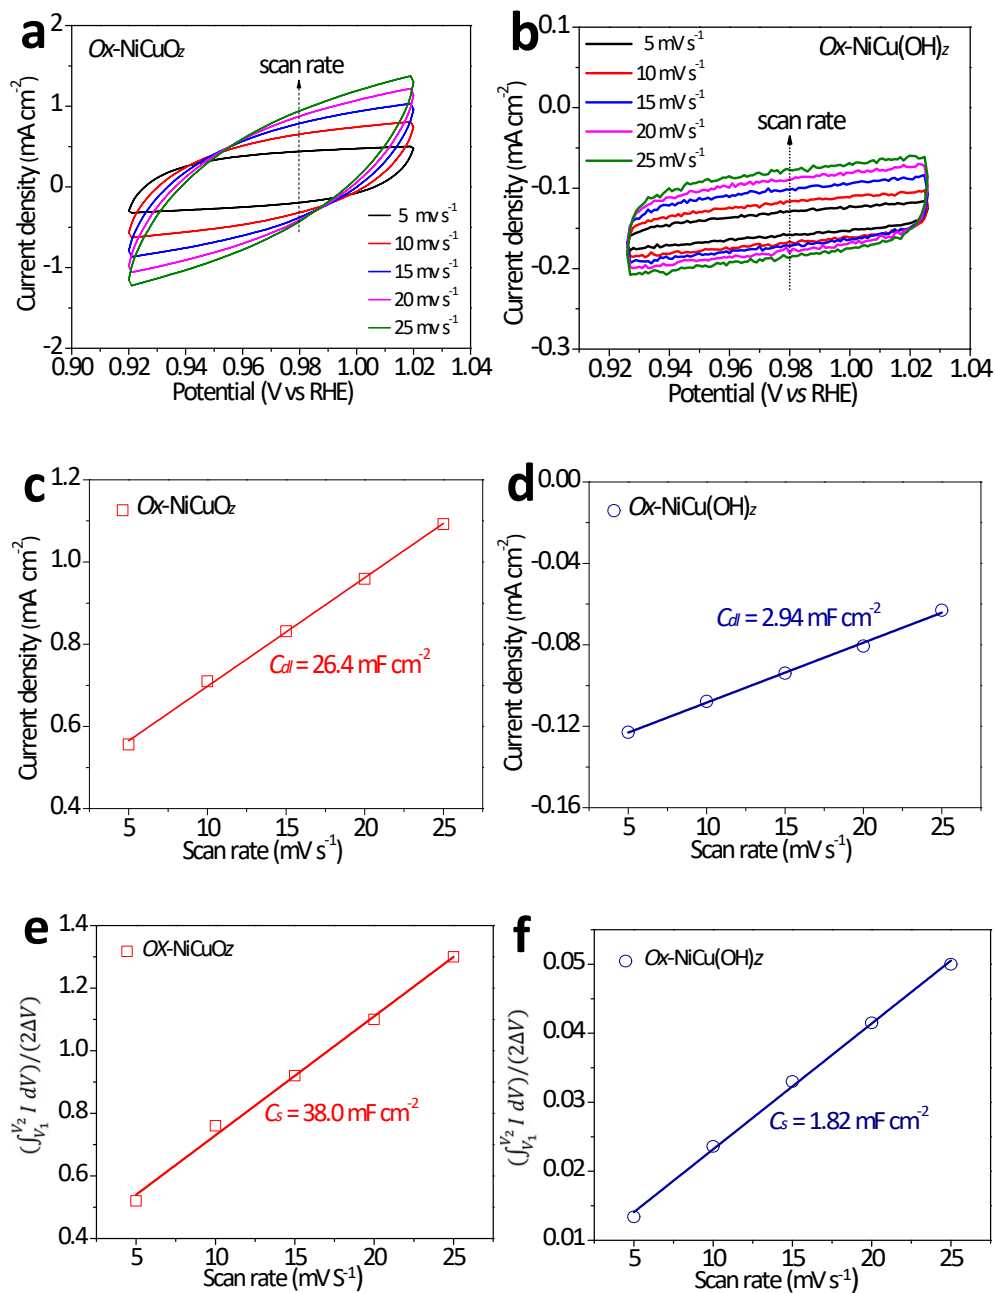 a
Ox-NiCuOz
scan rate
2
1
0
-1
-2
Current density (mA cm-2)
5 mv s-1
10 mv s-1
15 mv s-1
20 mv s-1
25 mv s-1
0.90 0.92 0.94 0.96 0.98 1.00 1.02 1.04
Potential (V vs RHE)
b
Ox-NiCu(OH)z
5 mV s-1
10 mV s-1
15 mV s-1
20 mV s-1
25 mV s-1
scan rate
0.1
0.0
-0.1
-0.2
-0.3
Current density (mA cm-2)
0.92 0.94 0.96 0.98 1.00 1.02 1.04
Potential (V vs RHE)
c
Ox-NiCuOz
1.2
1.0
0.8
0.6
0.4
Current density (mA cm-2)
Cdl = 26.4 mF cm-2
5 10 15 20 25
Scan rate (mV s-1)
d
Ox-NiCu(OH)z
0.00
-0.04
-0.08
-0.12
-0.16
Current density (mA cm-2)
Cdl = 2.94 mF cm-2
5 10 15 20 25
Scan rate (mV s-1)
e
OX-NiCuOz
1.4
1.2
1.0
0.8
0.6
0.4
(∫V1V2 I dV)/(2ΔV)
Cs = 38.0 mF cm-2
5 10 15 20 25
Scan rate (mV S-1)
f
Ox-NiCu(OH)z
0.05
0.04
0.03
0.02
0.01
(∫V1V2 I dV)/(2ΔV)
Cs = 1.82 mF cm-2
5 10 15 20 25
Scan rate (mV s-1)